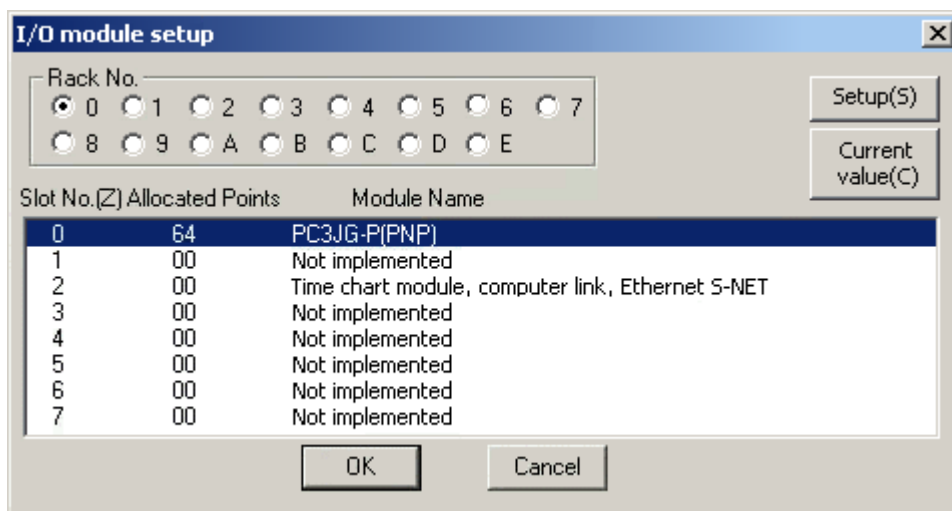 I/O module setup
Rack No.
0 1 2 3 4 5 6 7
8 9 A B C D E
Setup(S)
Current
value(C)
Slot No.(Z) Allocated Points Module Name
0 64 PC3JG-P(PNP)
1 00 Not implemented
2 00 Time chart module, computer link, Ethernet S-NET
3 00 Not implemented
4 00 Not implemented
5 00 Not implemented
6 00 Not implemented
7 00 Not implemented
OK Cancel